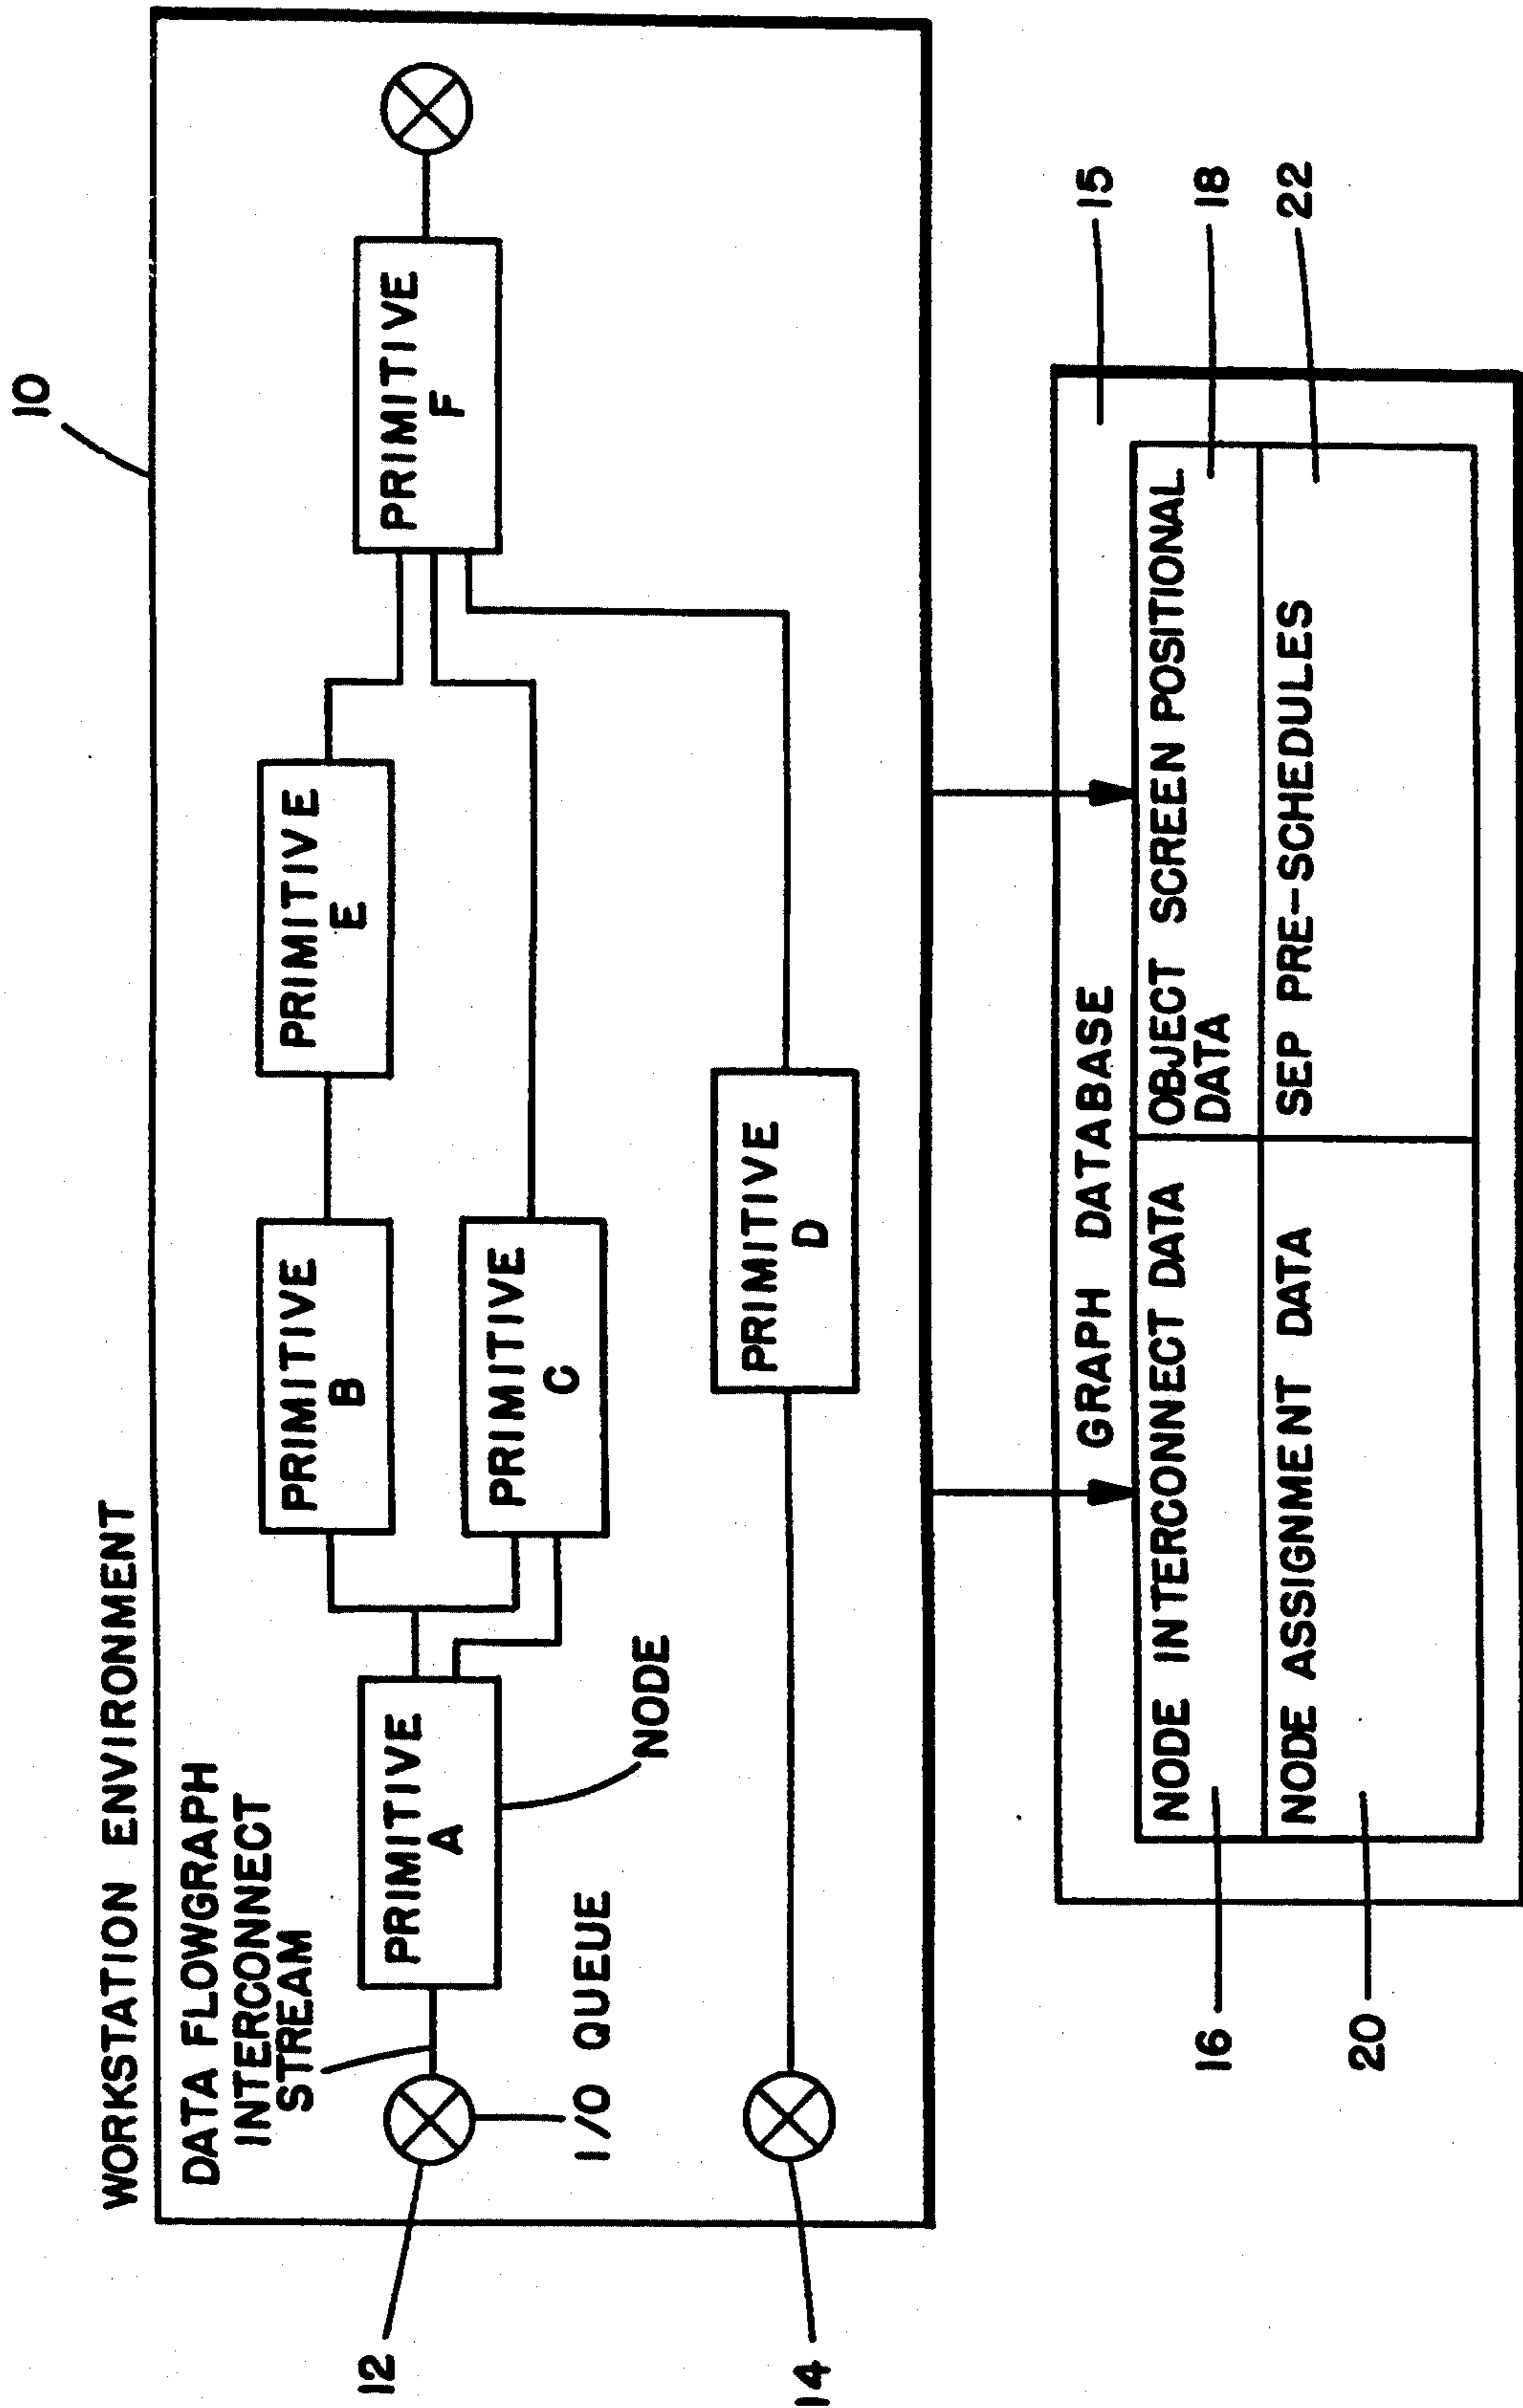 10
WORKSTATION ENVIRONMENT
DATA FLOWGRAPH
INTERCONNECT
STREAM
PRIMITIVE
B
PRIMITIVE
E
PRIMITIVE
A
PRIMITIVE
F
PRIMITIVE
C
12
I/O QUEUE
NODE
PRIMITIVE
D
14
GRAPH DATABASE
15
NODE INTERCONNECT DATA
OBJECT SCREEN POSITIONAL
DATA
16
18
NODE ASSIGNMENT DATA
SEP PRE-SCHEDULES
20
22